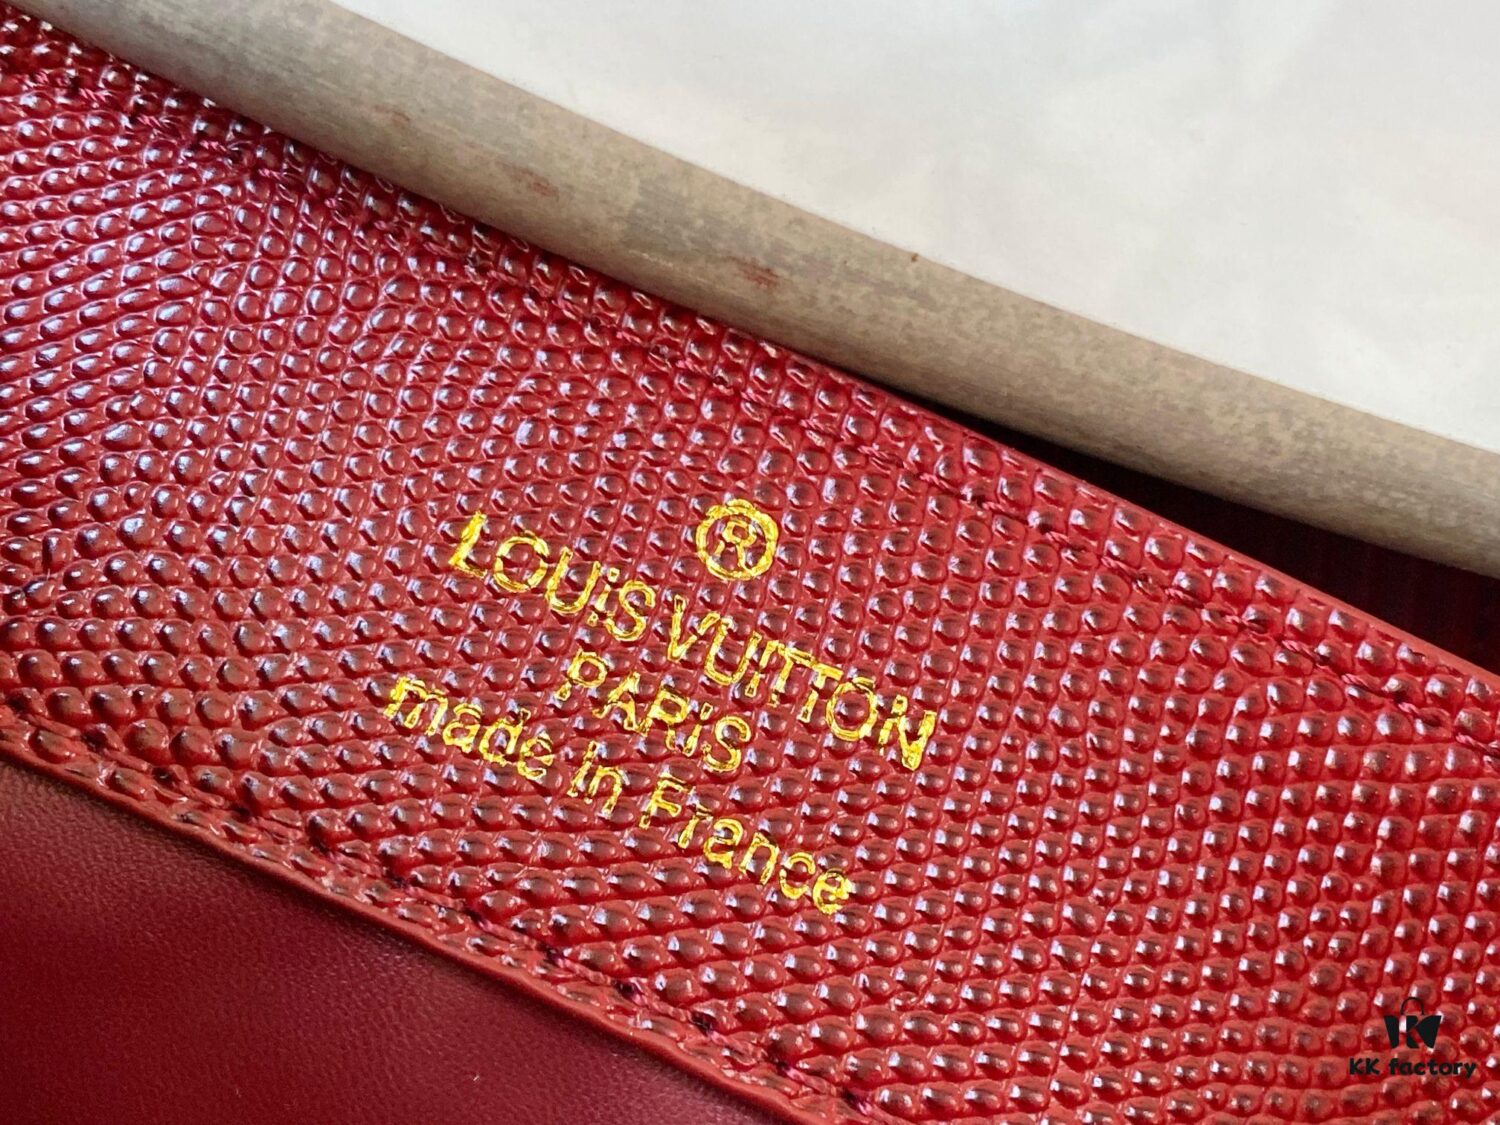 ®
LOUIS VUITTON
PARIS
made in France
KK factory